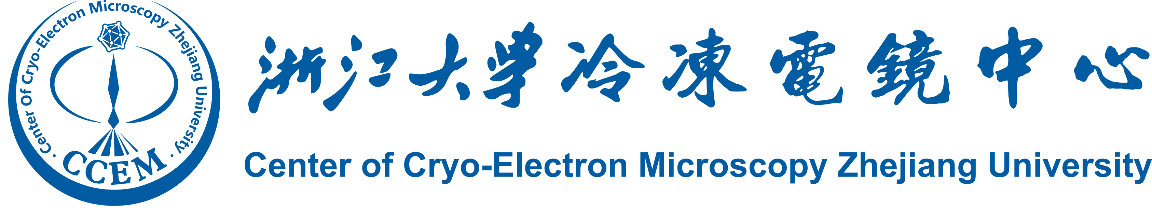 · Center Of Cryo-Electron Microscopy Zhejiang University ·
CCEM
浙江大学冷凍電鏡中心
Center of Cryo-Electron Microscopy Zhejiang University